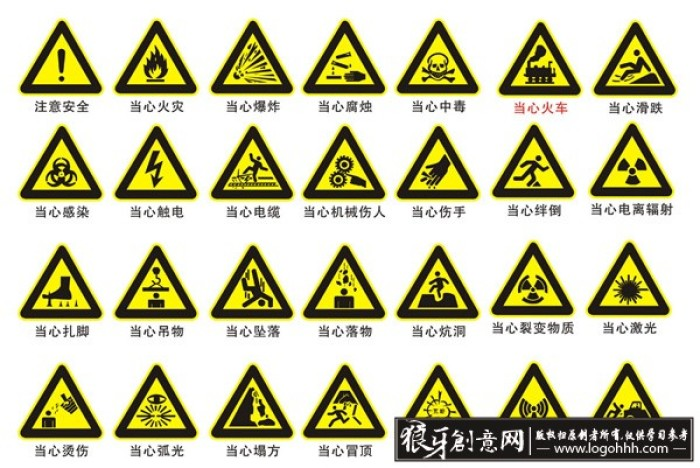 注意安全
当心火灾
当心爆炸
当心腐烛
当心中毒
当心火车
当心滑跌
当心感染
当心触电
当心电缆
当心机械伤人
当心伤手
当心绊倒
当心电离辐射
当心扎脚
当心吊物
当心坠落
当心落物
当心炕洞
当心裂变物质
当心激光
当心烫伤
当心弧光
当心塌方
当心冒顶
狼牙創意网
版权归原创者所有,仅供学习参考
www.logohhh.com